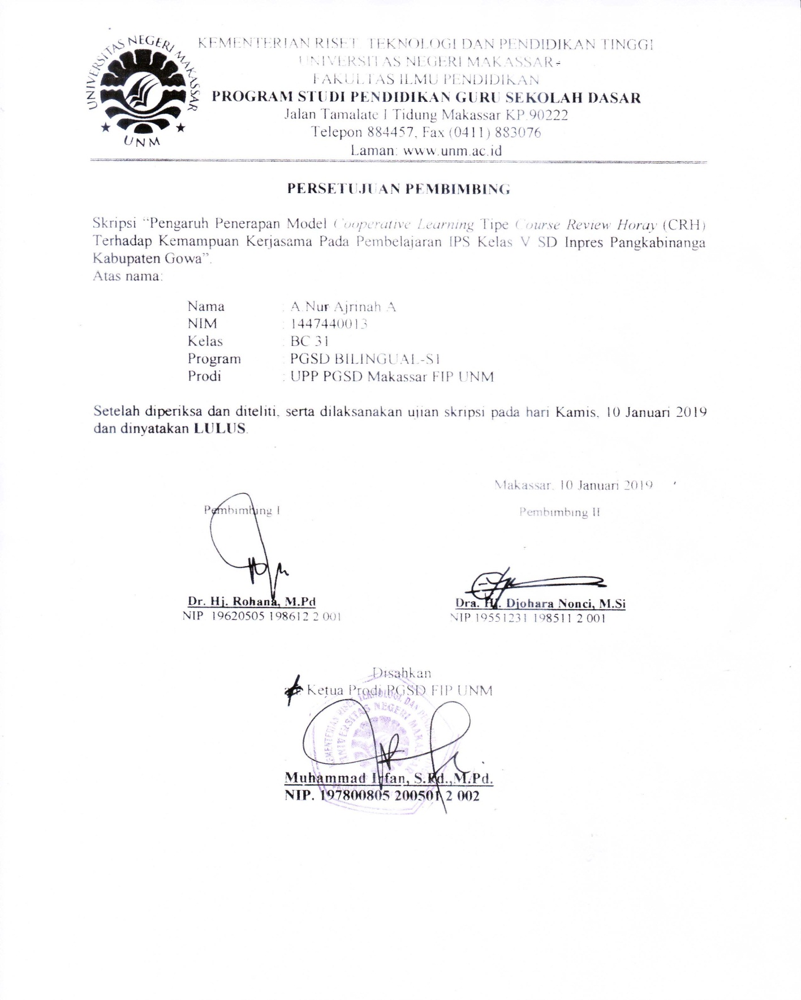 UNIVERSITAS NEGERI MAKASSAR
UNM
KEMENTERIAN RISET TEKNOLOGI DAN PENDIDIKAN TINGGI
UNIVERSITAS NEGERI MAKASSAR
FAKULTAS ILMU PENDIDIKAN
PROGRAM STUDI PENDIDIKAN GURU SEKOLAH DASAR
Jalan Tamalate I Tidung Makassar KP.90222
Telepon 884457, Fax (0411) 883076
Laman: www.unm.ac.id
PERSETUJUAN PEMBIMBING
Skripsi “Pengaruh Penerapan Model Cooperative Learning Tipe Course Review Horay (CRH)
Terhadap Kemampuan Kerjasama Pada Pembelajaran IPS Kelas V SD Inpres Pangkabinanga
Kabupaten Gowa”.
Atas nama:
Nama : A.Nur Ajrinah A
NIM : 1447440013
Kelas : BC 31
Program : PGSD BILINGUAL-S1
Prodi : UPP PGSD Makassar FIP UNM
Setelah diperiksa dan diteliti, serta dilaksanakan ujian skripsi pada hari Kamis, 10 Januari 2019
dan dinyatakan LULUS.
Makassar, 10 Januari 2019
Pembimbing I Pembimbing II
Dr. Hj. Rohana, M.Pd Dra. Hj. Djohara Nonci, M.Si
NIP 19620505 198612 2 001 NIP 19551231 198511 2 001
Disahkan
Ketua Prodi PGSD FIP UNM
UNIVERSITAS NEGERI MAKASSAR
Muhammad Irfan, S.Pd.,M.Pd.
NIP. 197800805 200501 2 002